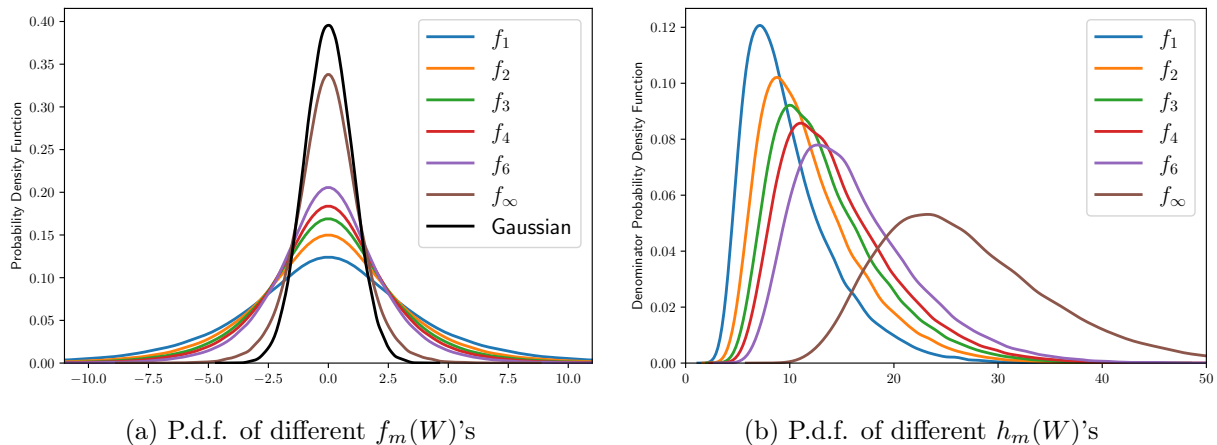 Probability Density Function
0.40
0.35
0.30
0.25
0.20
0.15
0.10
0.05
0.00
−10.0 −7.5 −5.0 −2.5 0.0 2.5 5.0 7.5 10.0
f₁
f₂
f₃
f₄
f₆
f∞
Gaussian
(a) P.d.f. of different fₘ(W)'s
Denominator Probability Density Function
0.12
0.10
0.08
0.06
0.04
0.02
0.00
0 10 20 30 40 50
f₁
f₂
f₃
f₄
f₆
f∞
(b) P.d.f. of different hₘ(W)'s